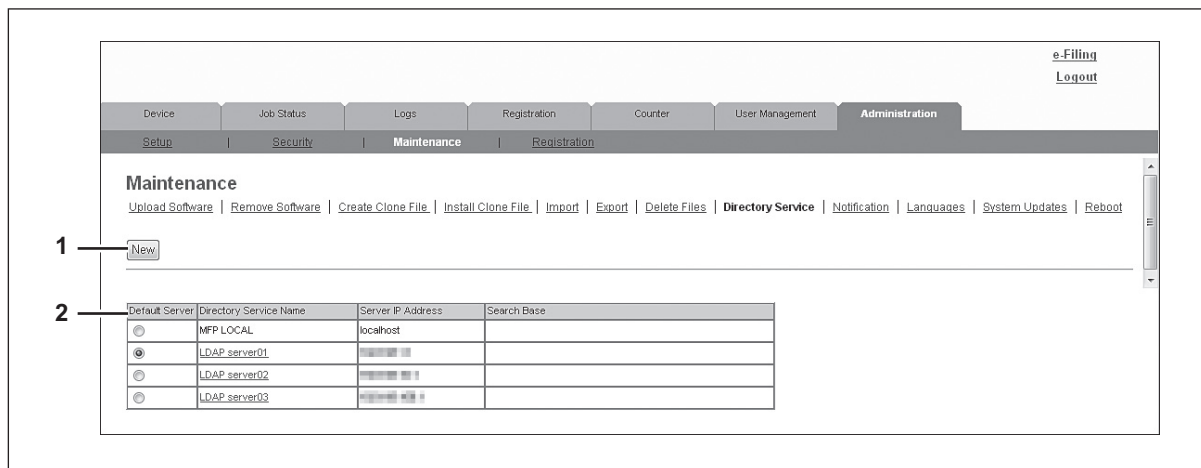 e-Filing
Logout
Device Job Status Logs Registration Counter User Management Administration
Setup | Security | Maintenance | Registration
Maintenance
Upload Software | Remove Software | Create Clone File | Install Clone File | Import | Export | Delete Files | Directory Service | Notification | Languages | System Updates | Reboot
1 New
2 Default Server Directory Service Name Server IP Address Search Base
MFP LOCAL localhost
LDAP server01
LDAP server02
LDAP server03